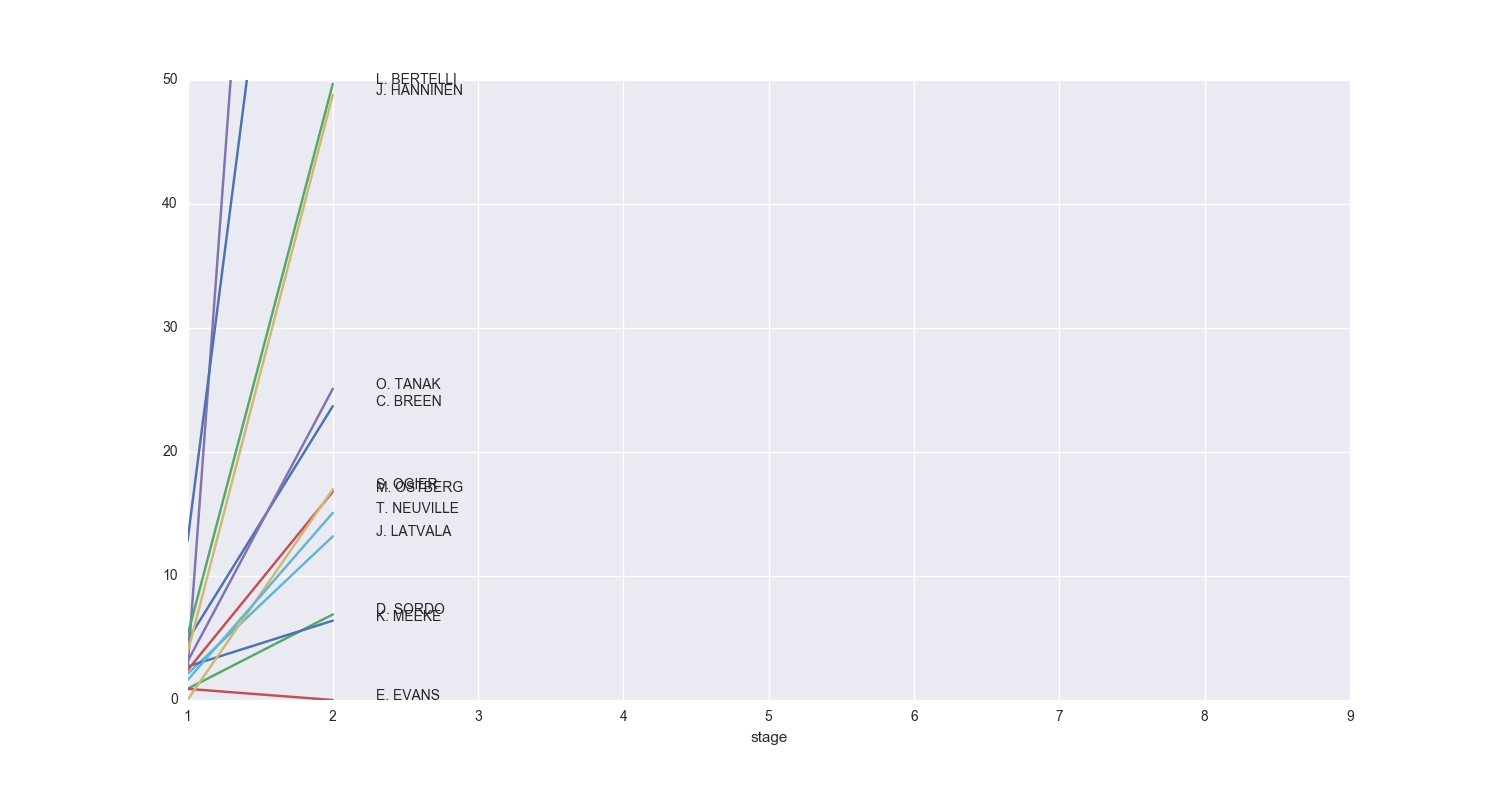 50
L. BERTELLI
J. HANNINEN
40
30
O. TANAK
C. BREEN
20
S. OGIER
M. OSTBERG
T. NEUVILLE
J. LATVALA
10
D. SORDO
K. MEEKE
0
E. EVANS
1 2 3 4 5 6 7 8 9
stage